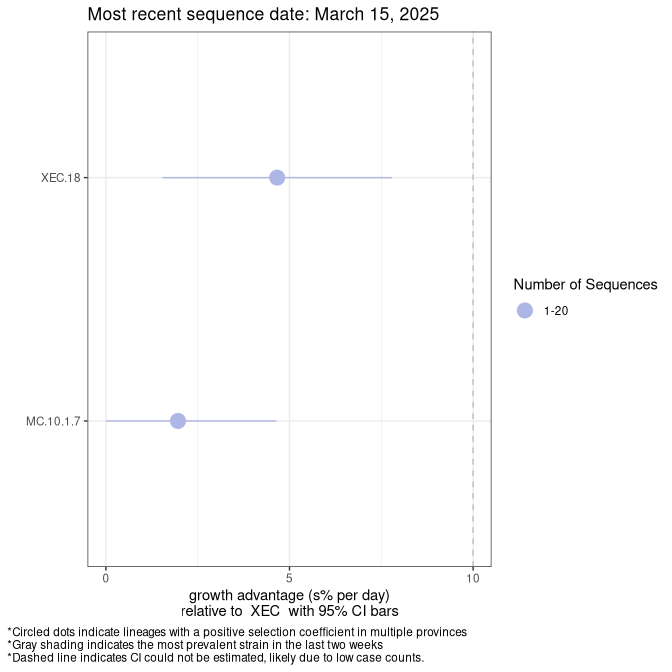 Most recent sequence date: March 15, 2025
XEC.18
MC.10.1.7
Number of Sequences
1-20
0 5 10
growth advantage (s% per day)
relative to XEC with 95% CI bars
*Circled dots indicate lineages with a positive selection coefficient in multiple provinces
*Gray shading indicates the most prevalent strain in the last two weeks
*Dashed line indicates CI could not be estimated, likely due to low case counts.